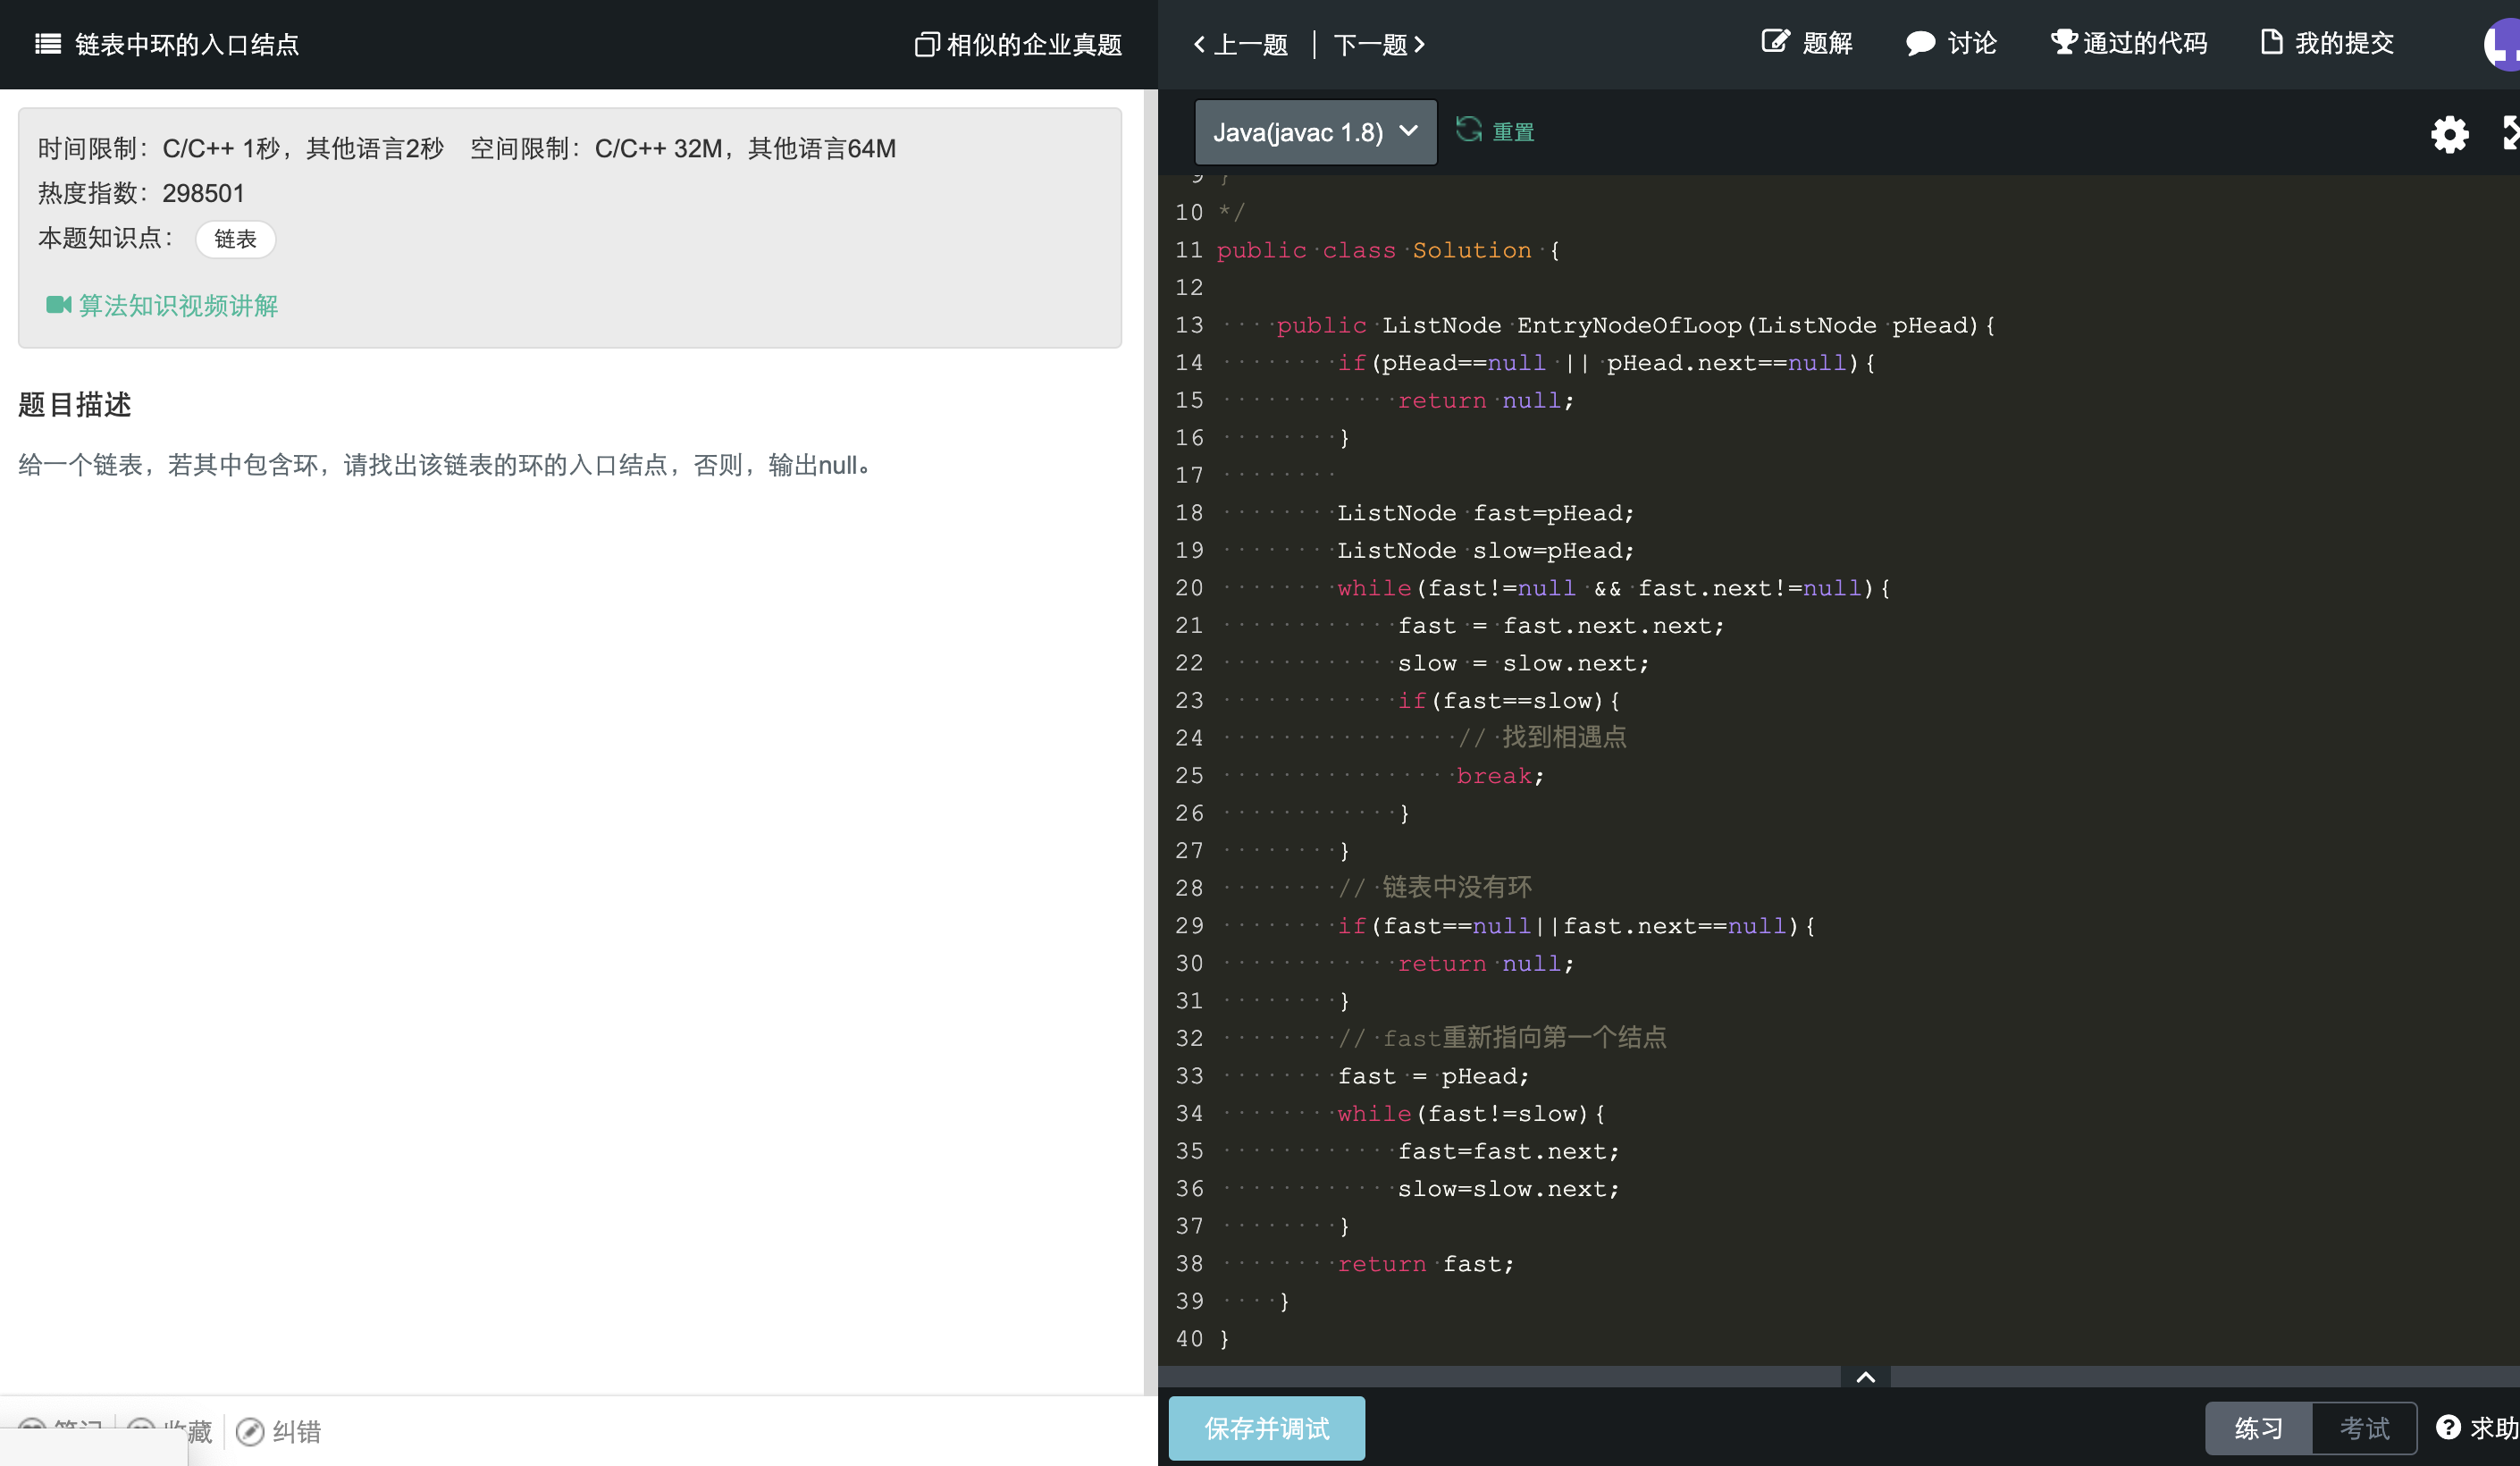 链表中环的入口结点
相似的企业真题
上一题
下一题
题解
讨论
通过的代码
我的提交
时间限制：C/C++ 1秒，其他语言2秒 空间限制：C/C++ 32M，其他语言64M
热度指数：298501
本题知识点： 链表
算法知识视频讲解
题目描述
给一个链表，若其中包含环，请找出该链表的环的入口结点，否则，输出null。
纠错
Java(javac 1.8)
重置
9 }
10 */
11 public class Solution {
12
13 public ListNode EntryNodeOfLoop(ListNode pHead){
14 if(pHead==null || pHead.next==null){
15 return null;
16 }
17
18 ListNode fast=pHead;
19 ListNode slow=pHead;
20 while(fast!=null && fast.next!=null){
21 fast = fast.next.next;
22 slow = slow.next;
23 if(fast==slow){
24 // 找到相遇点
25 break;
26 }
27 }
28 // 链表中没有环
29 if(fast==null||fast.next==null){
30 return null;
31 }
32 // fast重新指向第一个结点
33 fast = pHead;
34 while(fast!=slow){
35 fast=fast.next;
36 slow=slow.next;
37 }
38 return fast;
39 }
40 }
保存并调试
练习
考试
求助